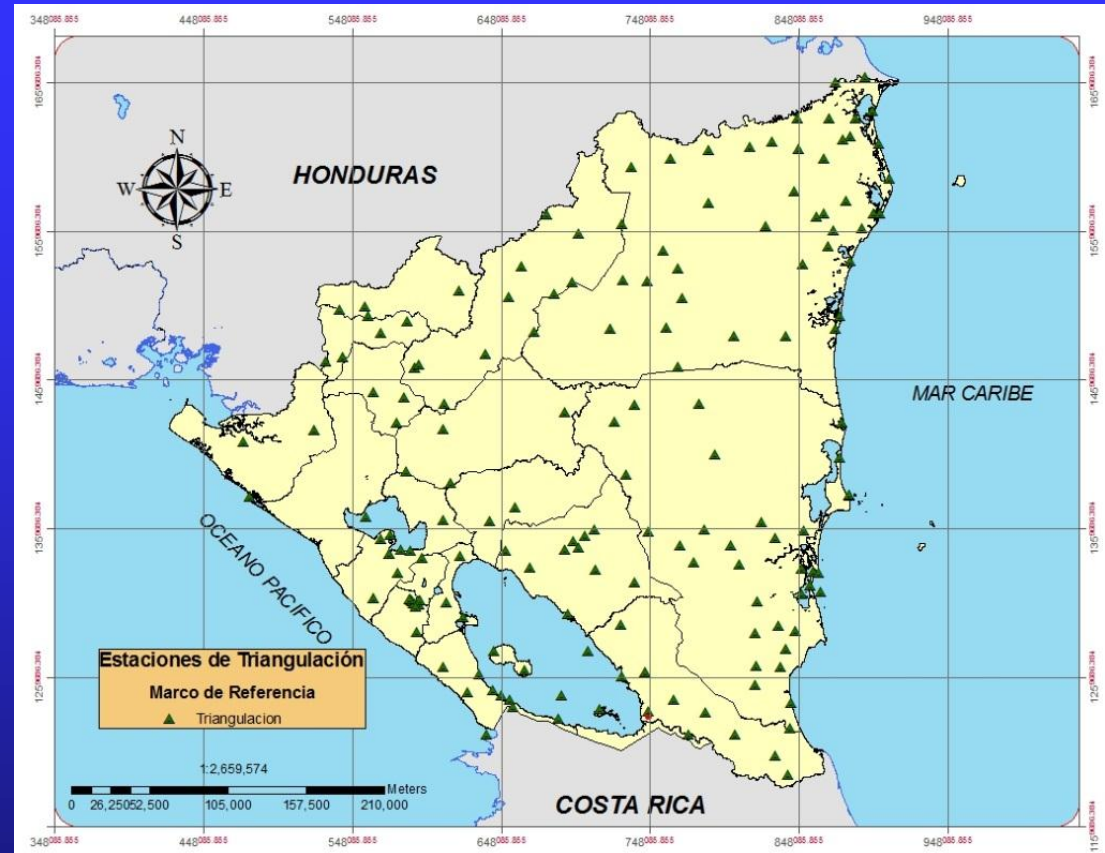 348085.855 448085.855 548085.855 648085.855 748085.855 848085.855 948085.855
N
W E
S
HONDURAS
MAR CARIBE
OCEANO PACIFICO
Estaciones de Triangulación
Marco de Referencia
Triangulacion
1:2,659,574
Meters
0 26,25052,500 105,000 157,500 210,000
COSTA RICA
348085.855 448085.855 548085.855 648085.855 748085.855 848085.855 948085.855